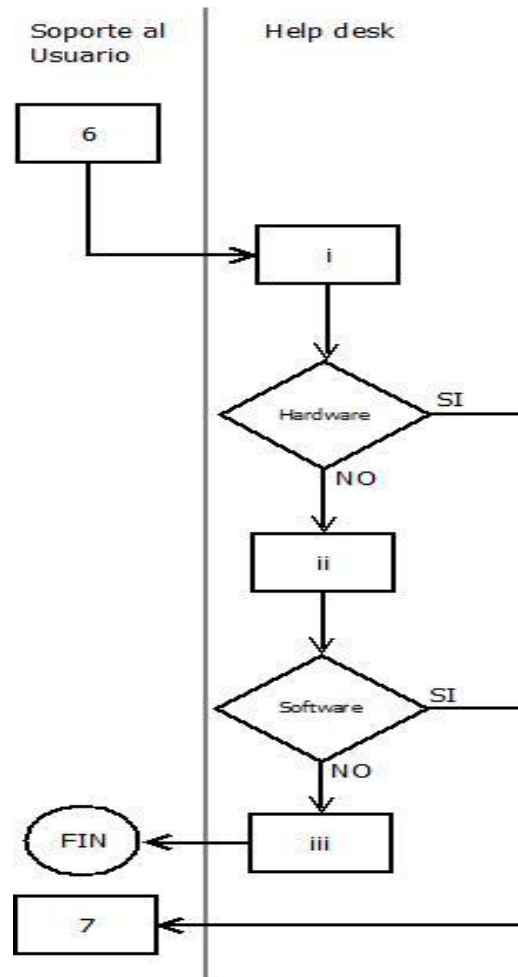 Soporte al
Usuario
Help desk
6
i
Hardware
SI
NO
ii
Software
SI
NO
iii
FIN
7